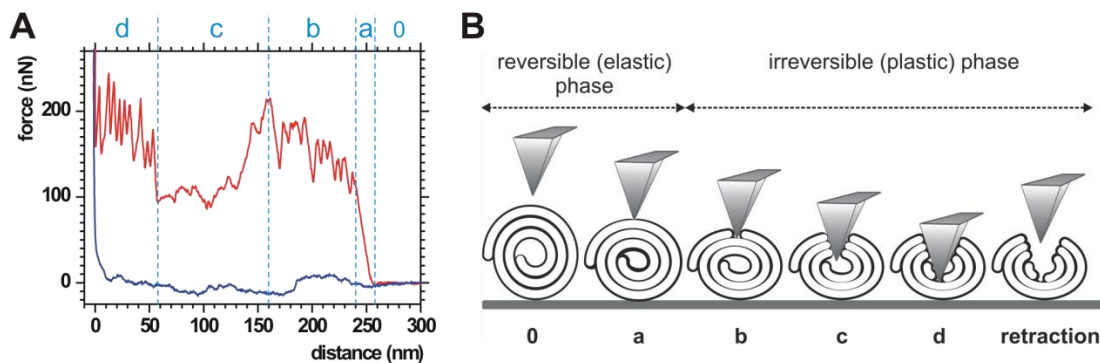 A
d c b a 0
force (nN)
200
100
0
0 50 100 150 200 250 300
distance (nm)
B
reversible (elastic)
phase
irreversible (plastic) phase
0 a b c d retraction